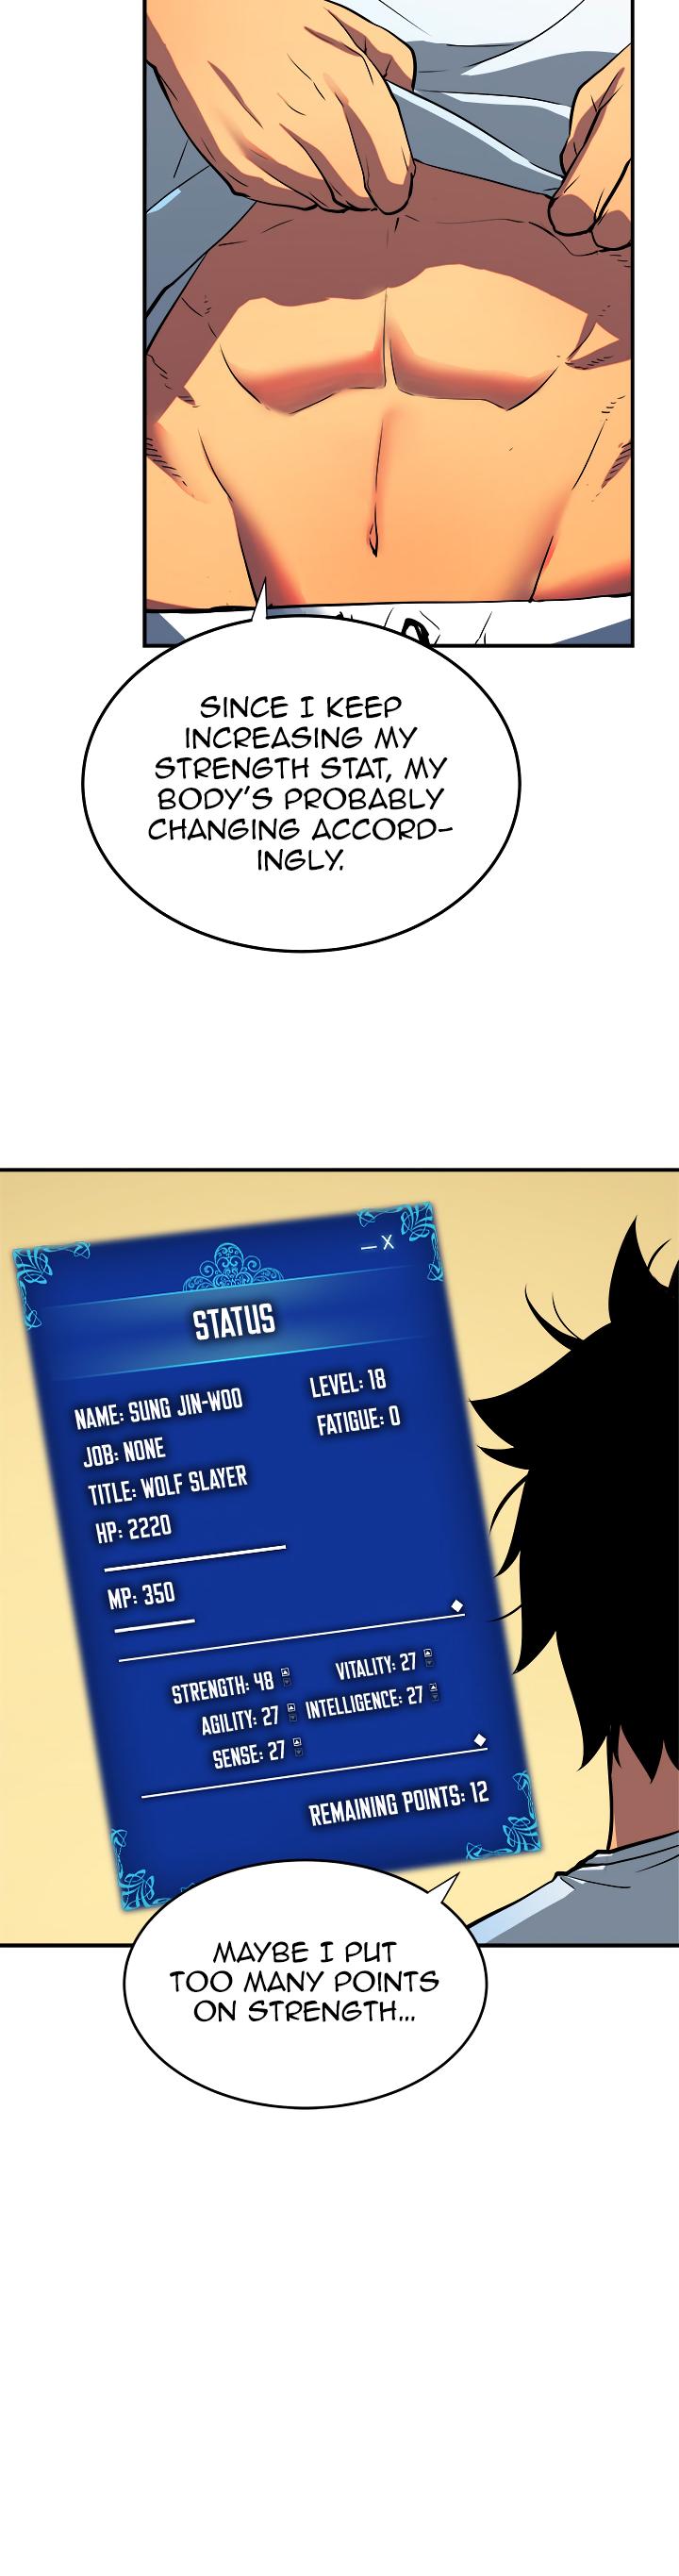 SINCE I KEEP
INCREASING MY
STRENGTH STAT, MY
BODY'S PROBABLY
CHANGING ACCORD-
INGLY.
— X
STATUS
NAME: SUNG JIN-WOO
LEVEL: 18
JOB: NONE
FATIGUE: 0
TITLE: WOLF SLAYER
HP: 2220
MP: 350
STRENGTH: 48
VITALITY: 27
AGILITY: 27
INTELLIGENCE: 27
SENSE: 27
REMAINING POINTS: 12
MAYBE I PUT
TOO MANY POINTS
ON STRENGTH...